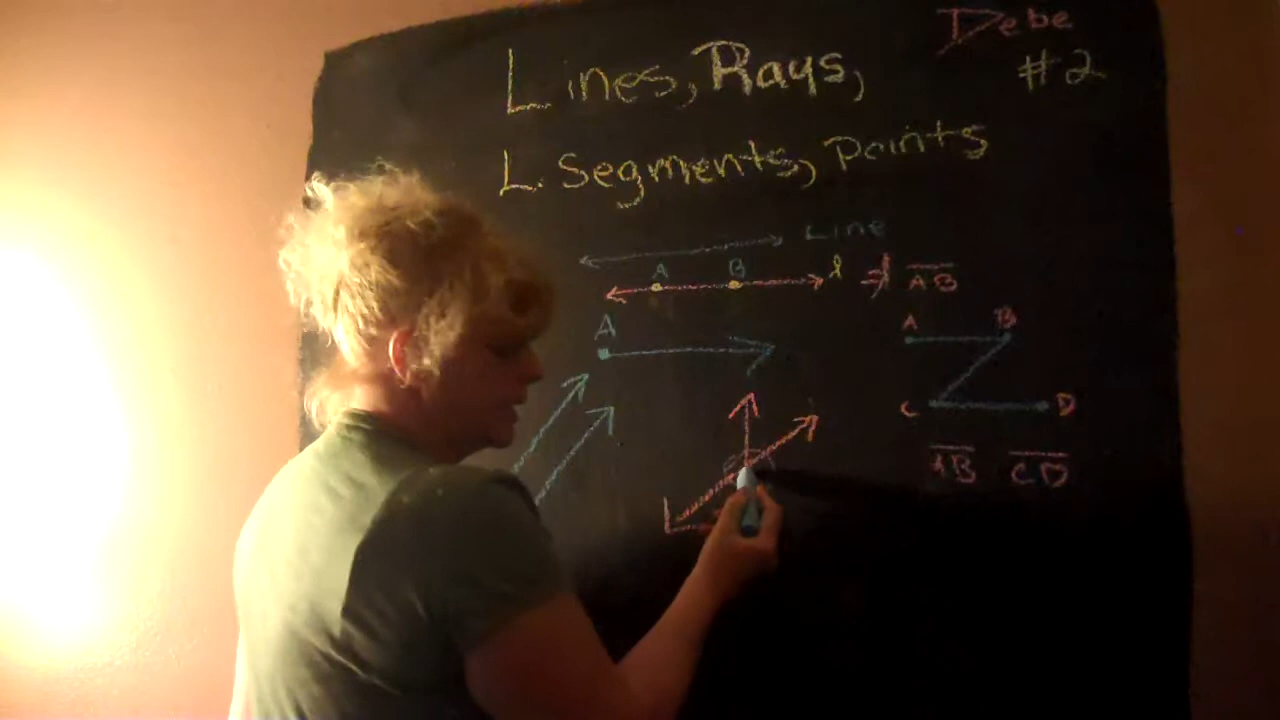 Debe
#2
Lines, Rays,
L. Segments, Points
Line
A B l AB
A
A B
C D
AB CD